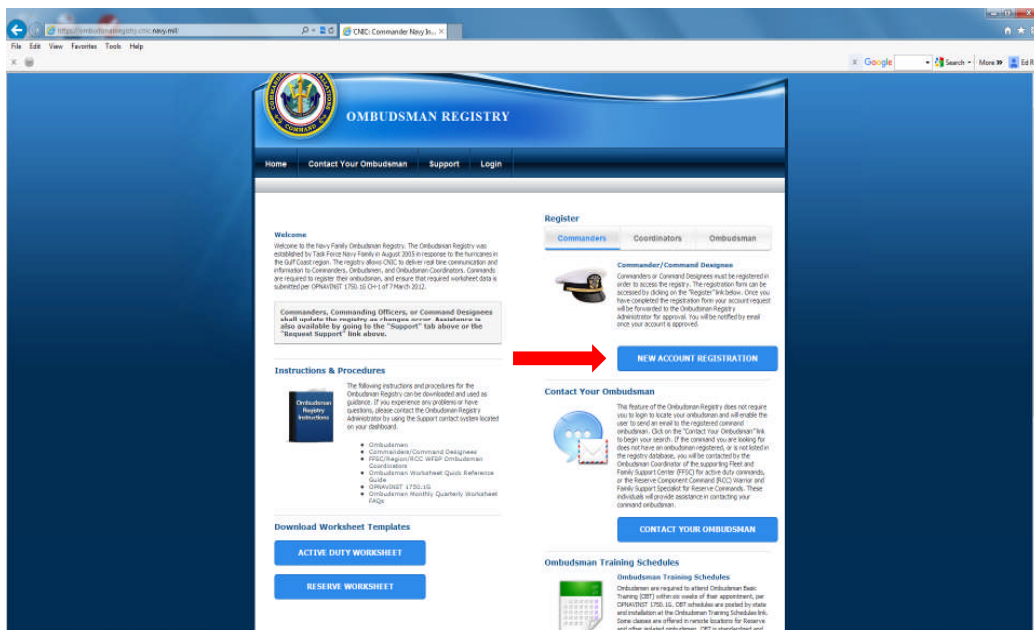 https://ombudsmanregistry.cnic.navy.mil/
CNIC: Commander Navy In...
File Edit View Favorites Tools Help
x Google Search More >> Ed R
OMBUDSMAN REGISTRY
Home Contact Your Ombudsman Support Login
Welcome
Welcome to the Navy Family Ombudsman Registry. The Ombudsman Registry was
established by Task Force Navy Family in August 2005 in response to the hurricanes in
the Gulf Coast region. The registry allows CNIC to deliver real time communication and
information to Commanders, Ombudsmen, and Ombudsman Coordinators. Commands
are required to register their ombudsman, and ensure that required worksheet data is
submitted per OPNAVINST 1750.1G CH-1 of 7 March 2012.
Commanders, Commanding Officers, or Command Designees
shall update the registry as changes occur. Assistance is
also available by going to the "Support" tab above or the
"Request Support" link above.
Instructions & Procedures
Ombudsman
Registry
Instructions
The following instructions and procedures for the
Ombudsman Registry can be downloaded and used as
guidance. If you experience any problems or have
questions, please contact the Ombudsman Registry
Administrator by using the Support contact system located
on your dashboard.
Ombudsmen
Commanders/Command Designees
FFSC/Region/RCC WFSP Ombudsman
Coordinators
Ombudsman Worksheet Quick Reference
Guide
OPNAVINST 1750.1G
Ombudsman Monthly Quarterly Worksheet
FAQs
Download Worksheet Templates
ACTIVE DUTY WORKSHEET
RESERVE WORKSHEET
Register
Commanders Coordinators Ombudsman
Commander/Command Designee
Commanders or Command Designees must be registered in
order to access the registry. The registration form can be
accessed by clicking on the "Register" link below. Once you
have completed the registration form your account request
will be forwarded to the Ombudsman Registry
Administrator for approval. You will be notified by email
once your account is approved.
NEW ACCOUNT REGISTRATION
Contact Your Ombudsman
This feature of the Ombudsman Registry does not require
you to login to locate your ombudsman and will enable the
user to send an email to the registered command
ombudsman. Click on the "Contact Your Ombudsman" link
to begin your search. If the command you are looking for
does not have an ombudsman registered, or is not listed in
the registry database, you will be contacted by the
Ombudsman Coordinator of the supporting Fleet and
Family Support Center (FFSC) for active duty commands,
or the Reserve Component Command (RCC) Warrior and
Family Support Specialist for Reserve Commands. These
individuals will provide assistance in contacting your
command ombudsman.
CONTACT YOUR OMBUDSMAN
Ombudsman Training Schedules
Ombudsman Training Schedules
Ombudsmen are required to attend Ombudsman Basic
Training (OBT) within six weeks of their appointment, per
OPNAVINST 1750.1G. OBT schedules are posted by state
and installation at the Ombudsman Training Schedules link.
Some classes are offered in remote locations for Reserve
and other isolated ombudsmen. OBT is standardized and